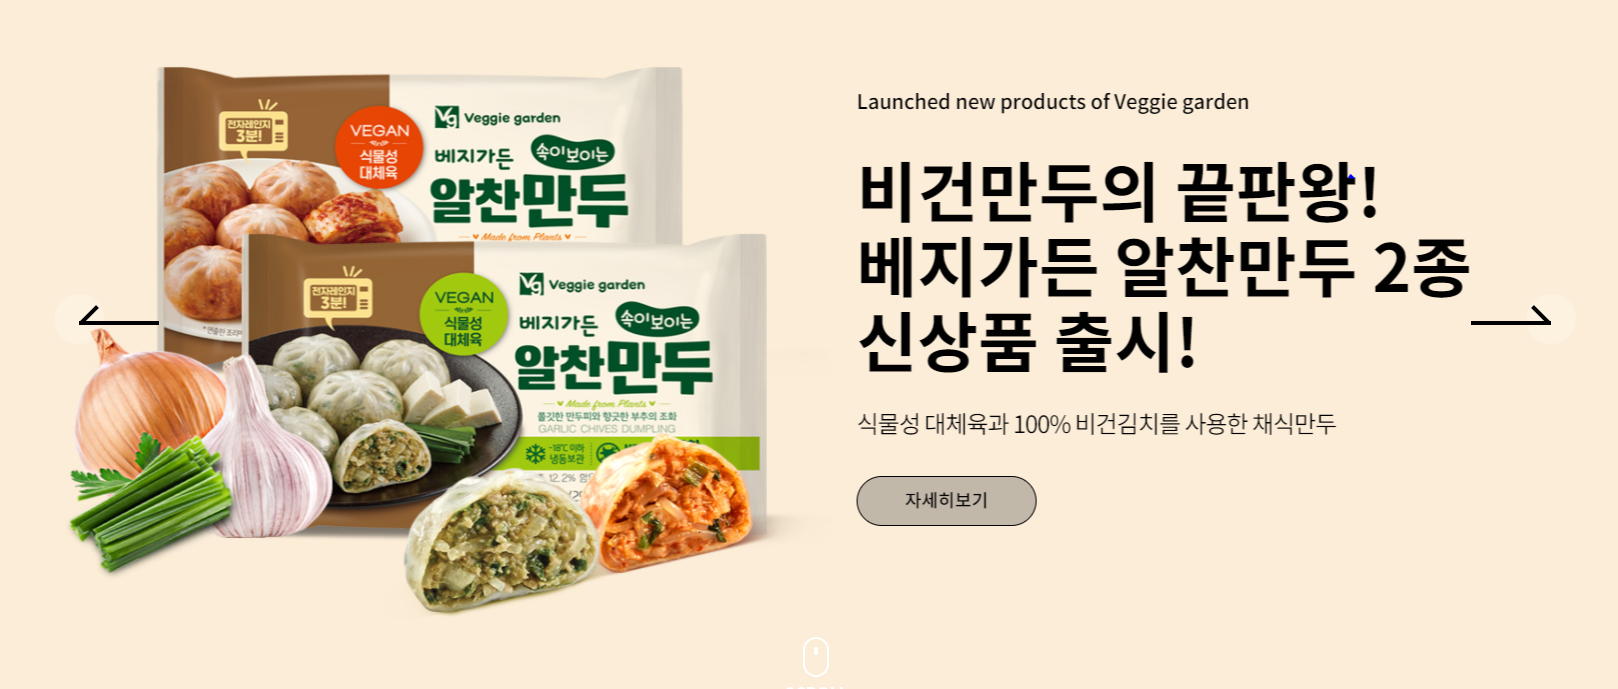 Launched new products of Veggie garden
비건만두의 끝판왕!
베지가든 알찬만두 2종
신상품 출시!
식물성 대체육과 100% 비건김치를 사용한 채식만두
자세히보기
전자레인지
3분!
VEGAN
식물성
대체육
Vg Veggie garden
베지가든 속이보이는
알찬만두
Made from Plants
전자레인지
3분!
VEGAN
식물성
대체육
Vg Veggie garden
베지가든 속이보이는
알찬만두
Made from Plants
쫄깃한 만두피와 향긋한 부추의 조화
GARLIC CHIVES DUMPLING
-18℃ 이하
냉동보관
12.2%